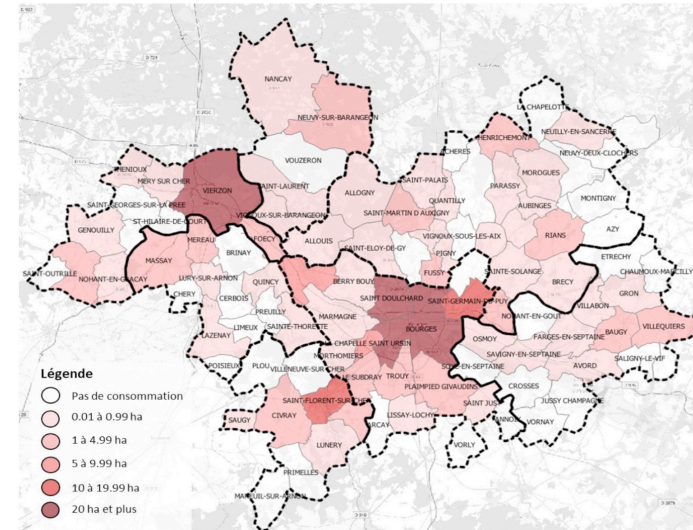 NANCAY
NEUVY-SUR-BARANGEON
LA CHAPELOTTE
HENRICHEMONT
NEUILLY-EN-SANCERRE
NEUVY-DEUX-CLOCHERS
ACHERES
VOUZERON
THENIOUX
MERY SUR CHER
VIERZON
SAINT-LAURENT
ALLOGNY
SAINT-PALAIS
MOROGUES
PARASSY
QUANTILLY
AUBINGES
MONTIGNY
SAINT-GEORGES-SUR-LA PREE
ST-HILAIRE-DE-COURT
VIGNOUX-SUR-BARANGEON
SAINT-MARTIN D AUXIGNY
GENOUILLY
MEREAU
FOECY
ALLOUIS
SAINT-ELOY-DE-GY
VIGNOUX-SOUS-LES-AIX
RIANS
AZY
BRINAY
PIGNY
ETRECHY
MASSAY
SAINT-OUTRILLE
NOHANT-EN-GRACAY
LURY-SUR-ARNON
QUINCY
BERRY BOUY
FUSSY
SAINTE-SOLANGE
BRECY
CHAUMOUX-MARCILLY
CHERY
CERBOIS
PREUILLY
SAINT DOULCHARD
SAINT-GERMAIN-DU-PUY
GRON
VILLABON
LIMEUX
SAINTE-THORESTE
MARMAGNE
BOURGES
NOHANT-EN-GOUT
LAZENAY
LA CHAPELLE SAINT URSIN
OSMOY
FARGES-EN-SEPTAINE
BAUGY
VILLEQUIERS
MORTHOMIERS
SAVIGNY-EN-SEPTAINE
SALIGNY-LE-VIF
POISIEUX
PLOU
VILLENEUVE-SUR-CHER
SOYE-EN-SEPTAINE
AVORD
LE SUBDRAY
TROUY
PLAIMPIED GIVAUDINS
CROSSES
SAINT-FLORENT-SUR-CHER
SAINT JUST
JUSSY CHAMPAGNE
SAUGY
CIVRAY
ARCAY
LISSAY-LOCHY
ANNOIX
VORNAY
LUNERY
VORLY
PRIMELLES
MAREUIL-SUR-ARNON
Légende
Pas de consommation
0.01 à 0.99 ha
1 à 4.99 ha
5 à 9.99 ha
10 à 19.99 ha
20 ha et plus